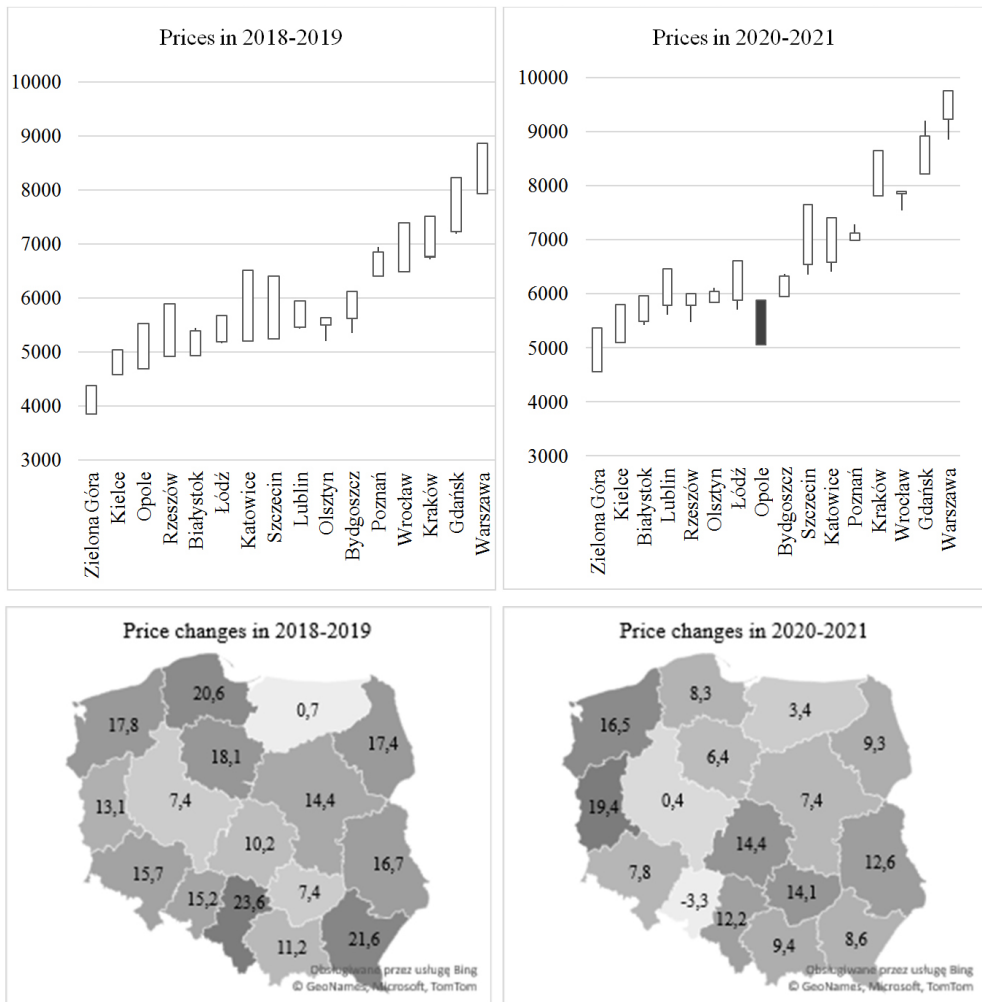 Prices in 2018-2019
10000
9000
8000
7000
6000
5000
4000
3000
Zielona Góra
Kielce
Opole
Rzeszów
Białystok
Łódź
Katowice
Szczecin
Lublin
Olsztyn
Bydgoszcz
Poznań
Wrocław
Kraków
Gdańsk
Warszawa
Prices in 2020-2021
10000
9000
8000
7000
6000
5000
4000
3000
Zielona Góra
Kielce
Białystok
Lublin
Rzeszów
Olsztyn
Łódź
Opole
Bydgoszcz
Szczecin
Katowice
Poznań
Kraków
Wrocław
Gdańsk
Warszawa
Price changes in 2018-2019
20,6
0,7
17,8
17,4
18,1
7,4
14,4
13,1
10,2
16,7
15,7
7,4
15,2
23,6
21,6
11,2
Obsługiwane przez usługę Bing
© GeoNames, Microsoft, TomTom
Price changes in 2020-2021
8,3
3,4
16,5
9,3
6,4
19,4
0,4
7,4
14,4
12,6
7,8
14,1
-3,3
12,2
8,6
9,4
Obsługiwane przez usługę Bing
© GeoNames, Microsoft, TomTom